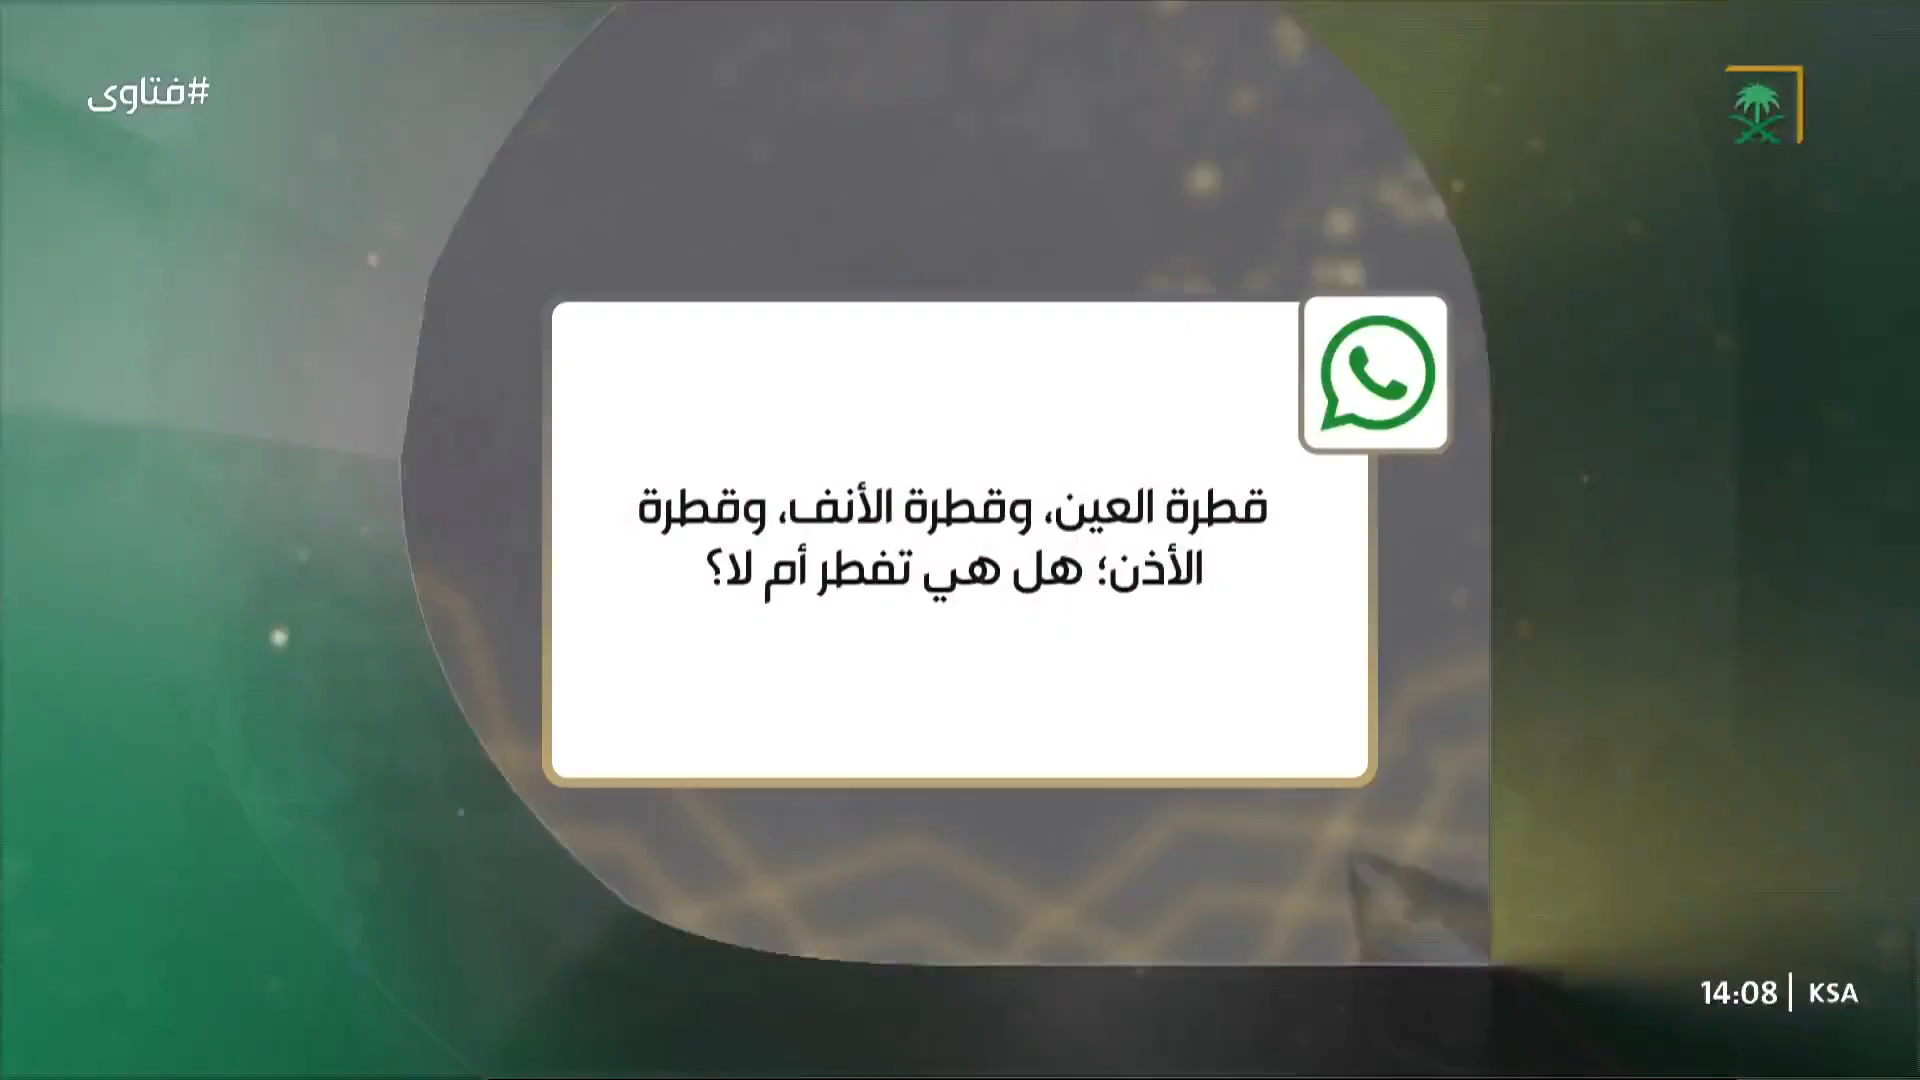 #فتاوى
قطرة العين، وقطرة الأنف، وقطرة
الأذن؛ هل هي تفطر أم لا؟
14:08 | KSA